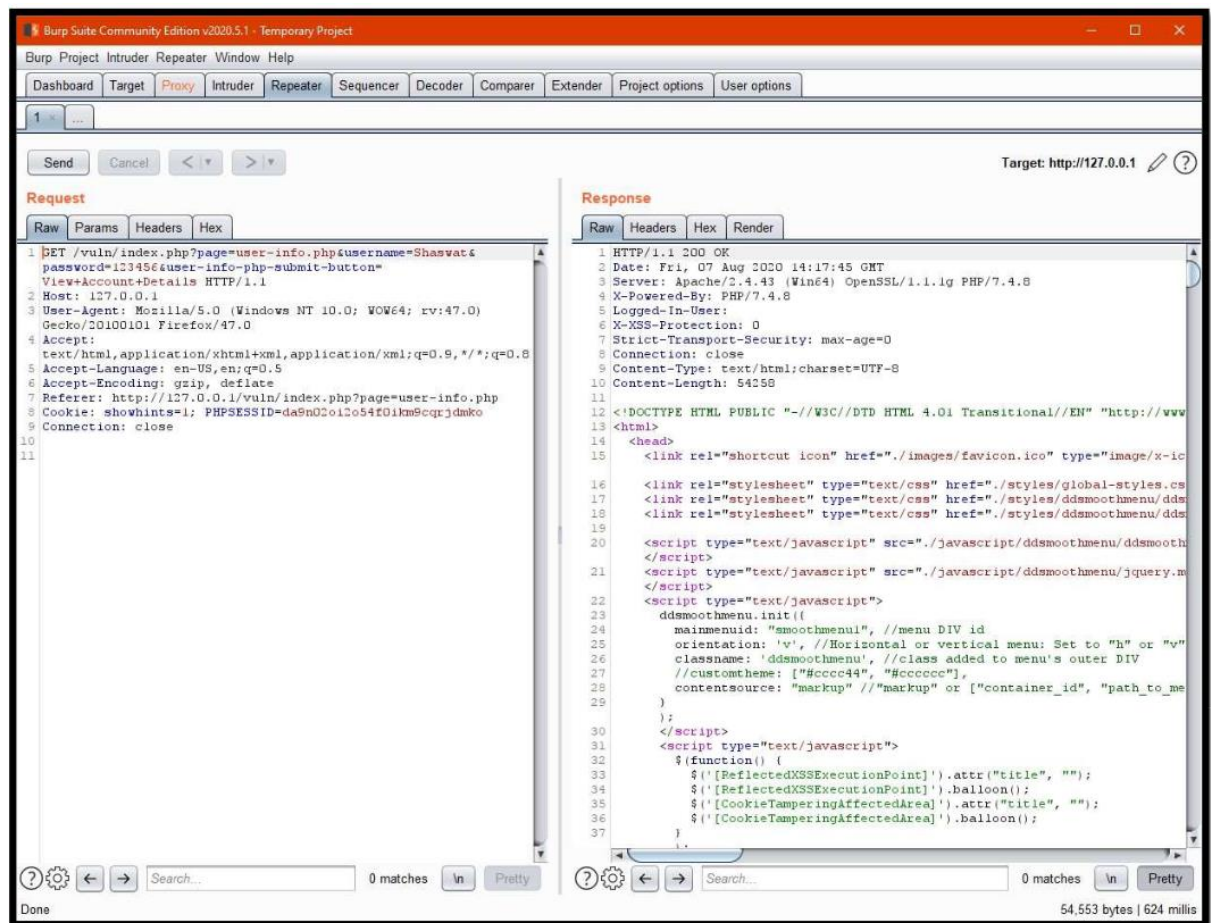 Burp Suite Community Edition v2020.5.1 - Temporary Project
Burp Project Intruder Repeater Window Help
Dashboard Target Proxy Intruder Repeater Sequencer Decoder Comparer Extender Project options User options
1 × ...
Send Cancel < > Target: http://127.0.0.1
Request
Raw Params Headers Hex
1 GET /vuln/index.php?page=user-info.php&username=Shaswat&
password=123456&user-info-php-submit-button=
View+Account+Details HTTP/1.1
2 Host: 127.0.0.1
3 User-Agent: Mozilla/5.0 (Windows NT 10.0; WOW64; rv:47.0)
Gecko/20100101 Firefox/47.0
4 Accept:
text/html,application/xhtml+xml,application/xml;q=0.9,*/*;q=0.8
5 Accept-Language: en-US,en;q=0.5
6 Accept-Encoding: gzip, deflate
7 Referer: http://127.0.0.1/vuln/index.php?page=user-info.php
8 Cookie: showhints=1; PHPSESSID=da9n02oi2o54f0ikm9cqrjdmko
9 Connection: close
10
11
Response
Raw Headers Hex Render
1 HTTP/1.1 200 OK
2 Date: Fri, 07 Aug 2020 14:17:45 GMT
3 Server: Apache/2.4.43 (Win64) OpenSSL/1.1.1g PHP/7.4.8
4 X-Powered-By: PHP/7.4.8
5 Logged-In-User:
6 X-XSS-Protection: 0
7 Strict-Transport-Security: max-age=0
8 Connection: close
9 Content-Type: text/html;charset=UTF-8
10 Content-Length: 54258
11
12 <!DOCTYPE HTML PUBLIC "-//W3C//DTD HTML 4.01 Transitional//EN" "http://www
13 <html>
14 <head>
15 <link rel="shortcut icon" href="./images/favicon.ico" type="image/x-ic
16 <link rel="stylesheet" type="text/css" href="./styles/global-styles.cs
17 <link rel="stylesheet" type="text/css" href="./styles/ddsmoothmenu/dds
18 <link rel="stylesheet" type="text/css" href="./styles/ddsmoothmenu/dds
19
20 <script type="text/javascript" src="./javascript/ddsmoothmenu/ddsmooth
</script>
21 <script type="text/javascript" src="./javascript/ddsmoothmenu/jquery.m
</script>
22 <script type="text/javascript">
23 ddsmoothmenu.init({
24 mainmenuid: "smoothmenu1", //menu DIV id
25 orientation: 'v', //Horizontal or vertical menu: Set to "h" or "v"
26 classname: 'ddsmoothmenu', //class added to menu's outer DIV
27 //customtheme: ["#cccc44", "#cccccc"],
28 contentsource: "markup" //"markup" or ["container_id", "path_to_me
29 }
);
30 </script>
31 <script type="text/javascript">
32 $(function() {
33 $('[ReflectedXSSExecutionPoint]').attr("title", "");
34 $('[ReflectedXSSExecutionPoint]').balloon();
35 $('[CookieTamperingAffectedArea]').attr("title", "");
36 $('[CookieTamperingAffectedArea]').balloon();
37 }
Search... 0 matches \n Pretty
Search... 0 matches \n Pretty
Done 54,553 bytes | 624 millis